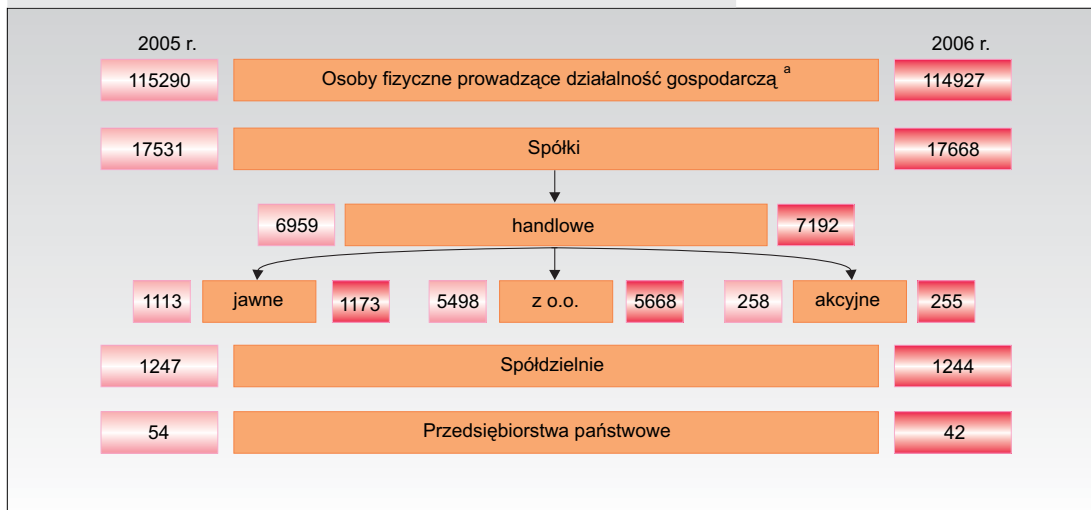 2005 r. 2006 r.
115290 Osoby fizyczne prowadzące działalność gospodarczą a 114927
17531 Spółki 17668
6959 handlowe 7192
1113 jawne 1173 5498 z o.o. 5668 258 akcyjne 255
1247 Spółdzielnie 1244
54 Przedsiębiorstwa państwowe 42